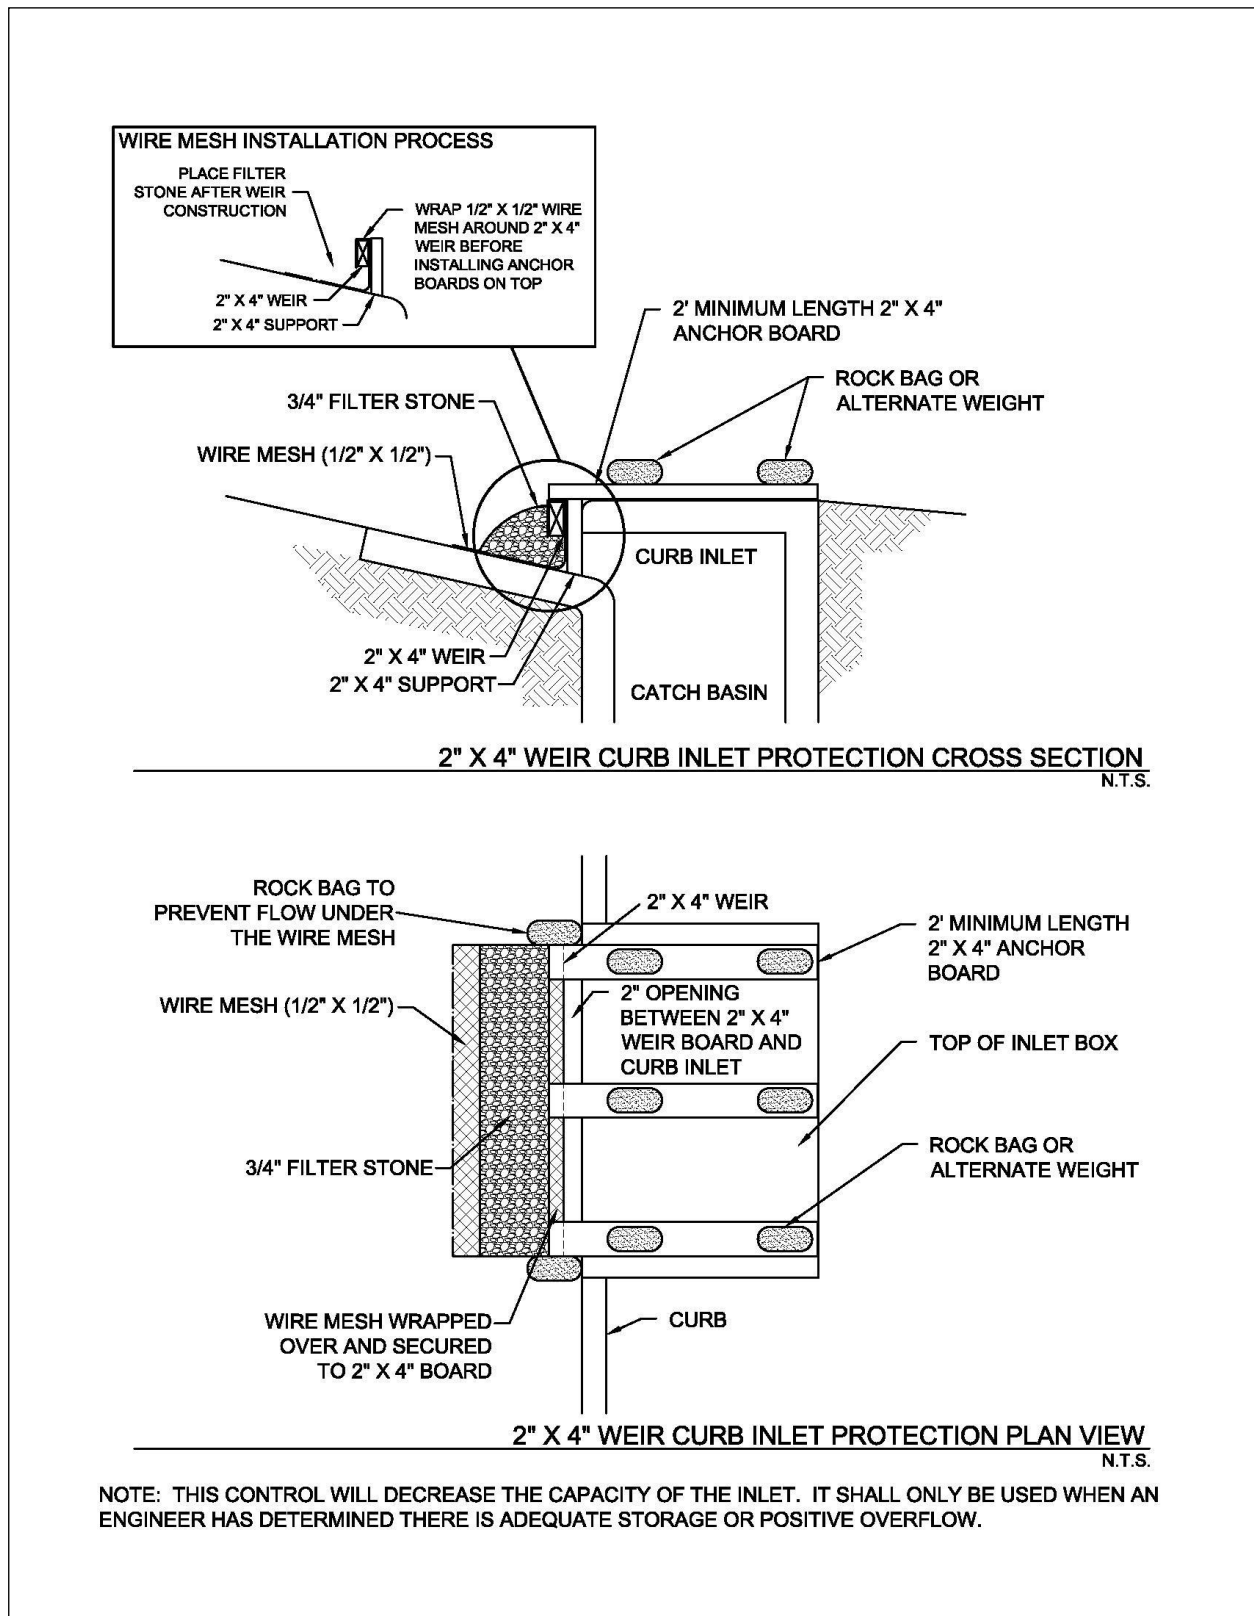 WIRE MESH INSTALLATION PROCESS
PLACE FILTER
STONE AFTER WEIR
CONSTRUCTION
WRAP 1/2" X 1/2" WIRE
MESH AROUND 2" X 4"
WEIR BEFORE
INSTALLING ANCHOR
BOARDS ON TOP
2" X 4" WEIR
2" X 4" SUPPORT
2' MINIMUM LENGTH 2" X 4"
ANCHOR BOARD
ROCK BAG OR
ALTERNATE WEIGHT
3/4" FILTER STONE
WIRE MESH (1/2" X 1/2")
CURB INLET
2" X 4" WEIR
2" X 4" SUPPORT
CATCH BASIN
2" X 4" WEIR CURB INLET PROTECTION CROSS SECTION
N.T.S.
ROCK BAG TO
PREVENT FLOW UNDER
THE WIRE MESH
2" X 4" WEIR
2' MINIMUM LENGTH
2" X 4" ANCHOR
BOARD
WIRE MESH (1/2" X 1/2")
2" OPENING
BETWEEN 2" X 4"
WEIR BOARD AND
CURB INLET
TOP OF INLET BOX
3/4" FILTER STONE
ROCK BAG OR
ALTERNATE WEIGHT
WIRE MESH WRAPPED
OVER AND SECURED
TO 2" X 4" BOARD
CURB
2" X 4" WEIR CURB INLET PROTECTION PLAN VIEW
N.T.S.
NOTE: THIS CONTROL WILL DECREASE THE CAPACITY OF THE INLET. IT SHALL ONLY BE USED WHEN AN
ENGINEER HAS DETERMINED THERE IS ADEQUATE STORAGE OR POSITIVE OVERFLOW.